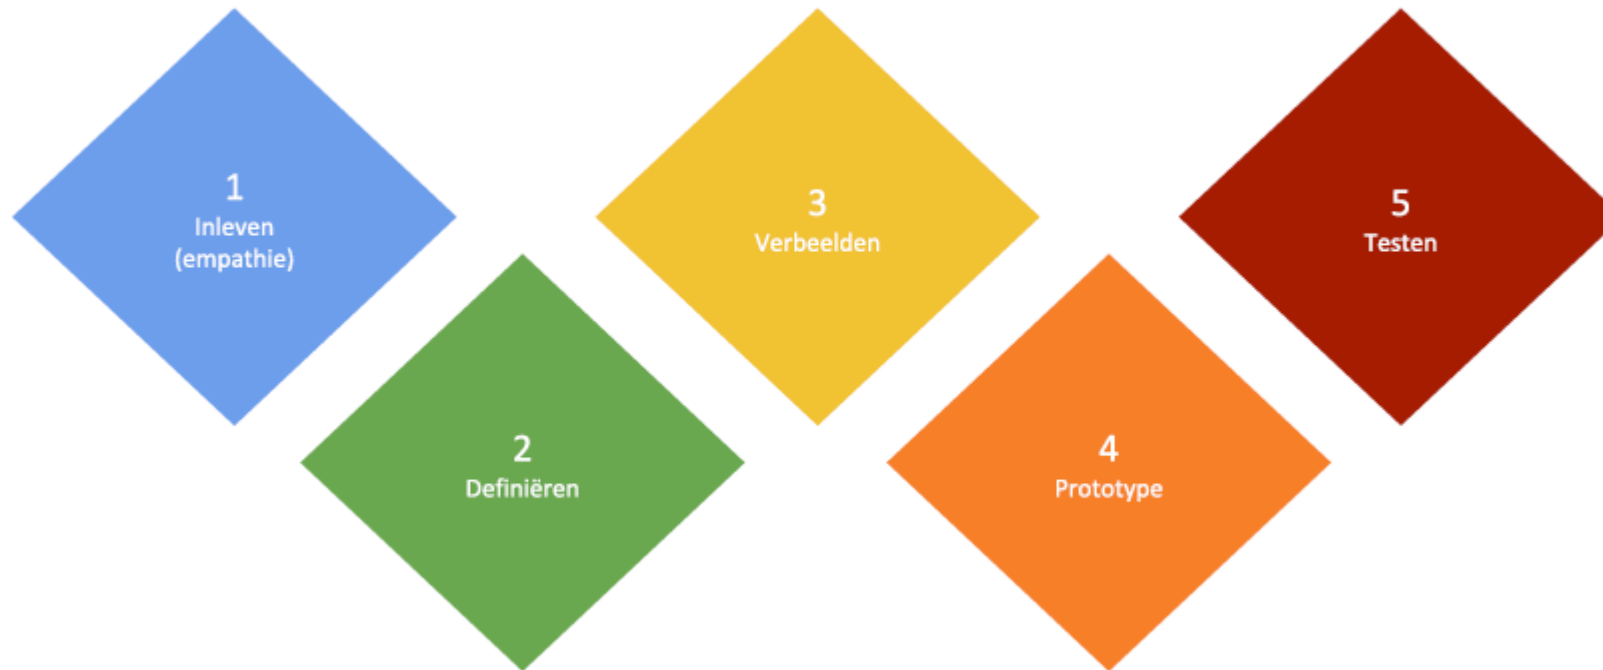 1
Inleven
(empathie)
2
Definiëren
3
Verbeelden
4
Prototype
5
Testen